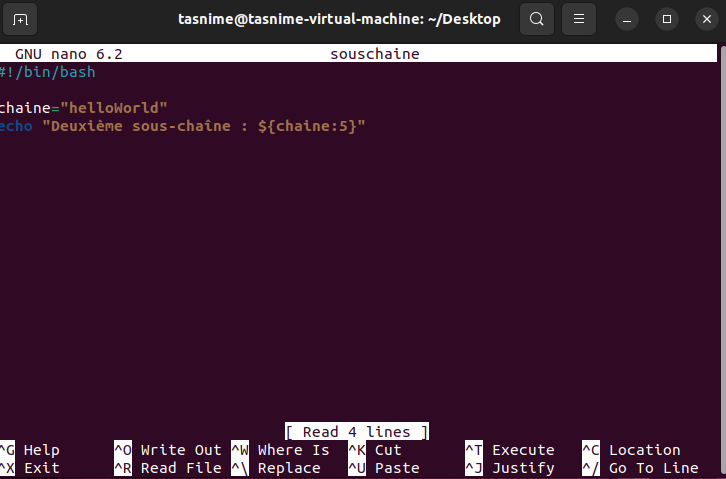 tasnime@tasnime-virtual-machine: ~/Desktop
GNU nano 6.2 souschaine
#!/bin/bash
chaine="helloWorld"
echo "Deuxième sous-chaîne : ${chaine:5}"
[ Read 4 lines ]
^G Help ^O Write Out ^W Where Is ^K Cut ^T Execute ^C Location
^X Exit ^R Read File ^\ Replace ^U Paste ^J Justify ^/ Go To Line